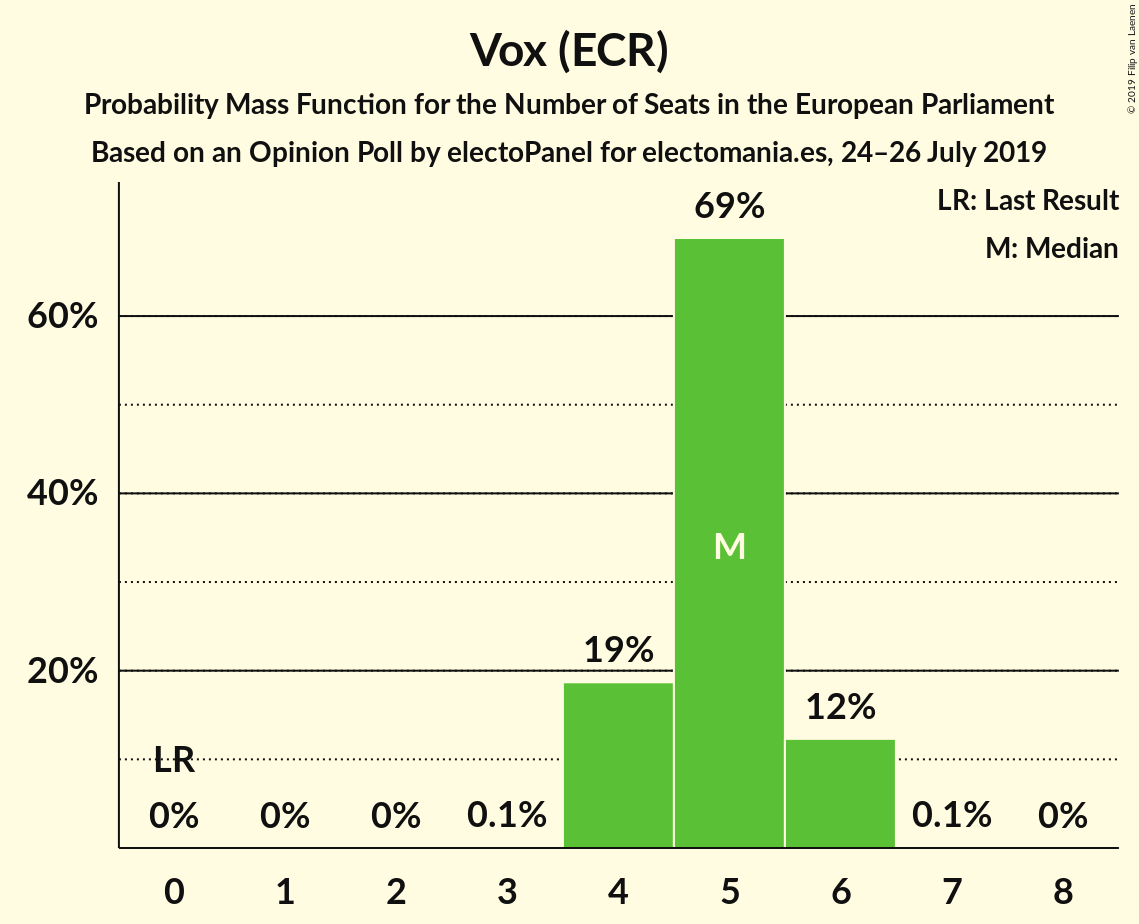 Vox (ECR)
Probability Mass Function for the Number of Seats in the European Parliament
Based on an Opinion Poll by electoPanel for electomania.es, 24–26 July 2019
© 2019 Filip van Laenen
LR: Last Result
M: Median
69%
60%
40%
M
19%
20%
12%
LR
0%
0%
0%
0.1%
0.1%
0%
0
1
2
3
4
5
6
7
8